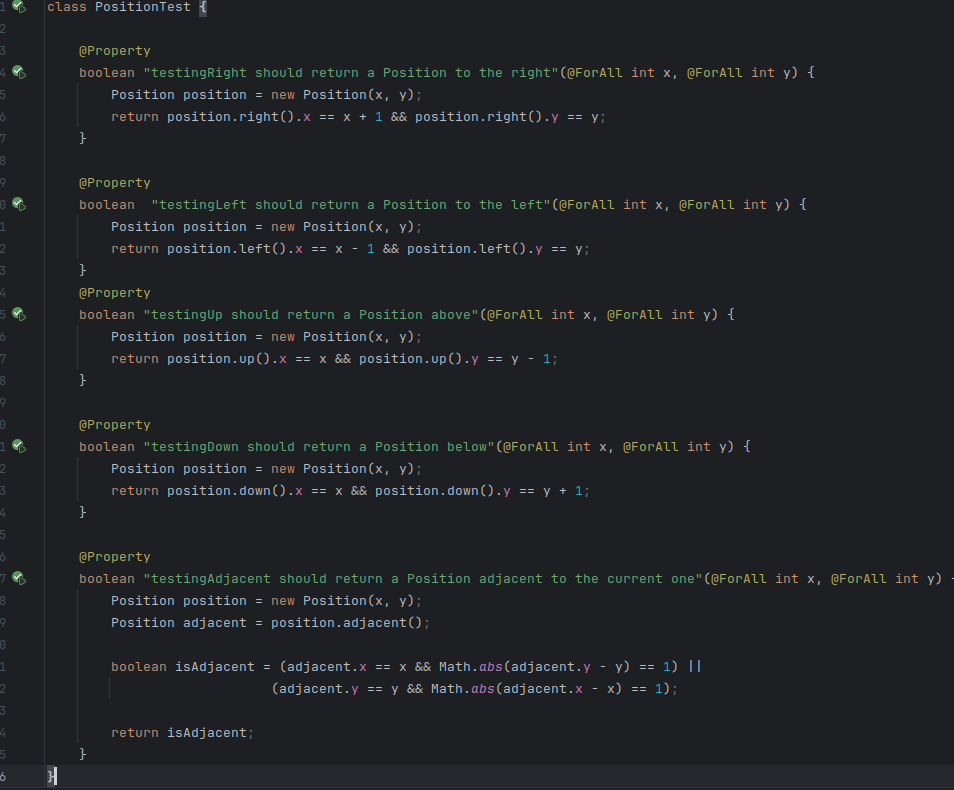 1 class PositionTest {
2
3 @Property
4 boolean "testingRight should return a Position to the right"(@ForAll int x, @ForAll int y) {
5 Position position = new Position(x, y);
6 return position.right().x == x + 1 && position.right().y == y;
7 }
8
9 @Property
0 boolean  "testingLeft should return a Position to the left"(@ForAll int x, @ForAll int y) {
1 Position position = new Position(x, y);
2 return position.left().x == x - 1 && position.left().y == y;
3 }
4 @Property
5 boolean "testingUp should return a Position above"(@ForAll int x, @ForAll int y) {
6 Position position = new Position(x, y);
7 return position.up().x == x && position.up().y == y - 1;
8 }
9
0 @Property
1 boolean "testingDown should return a Position below"(@ForAll int x, @ForAll int y) {
2 Position position = new Position(x, y);
3 return position.down().x == x && position.down().y == y + 1;
4 }
5
6 @Property
7 boolean "testingAdjacent should return a Position adjacent to the current one"(@ForAll int x, @ForAll int y)
8 Position position = new Position(x, y);
9 Position adjacent = position.adjacent();
0
1 boolean isAdjacent = (adjacent.x == x && Math.abs(adjacent.y - y) == 1) ||
2 (adjacent.y == y && Math.abs(adjacent.x - x) == 1);
3
4 return isAdjacent;
5 }
6 }